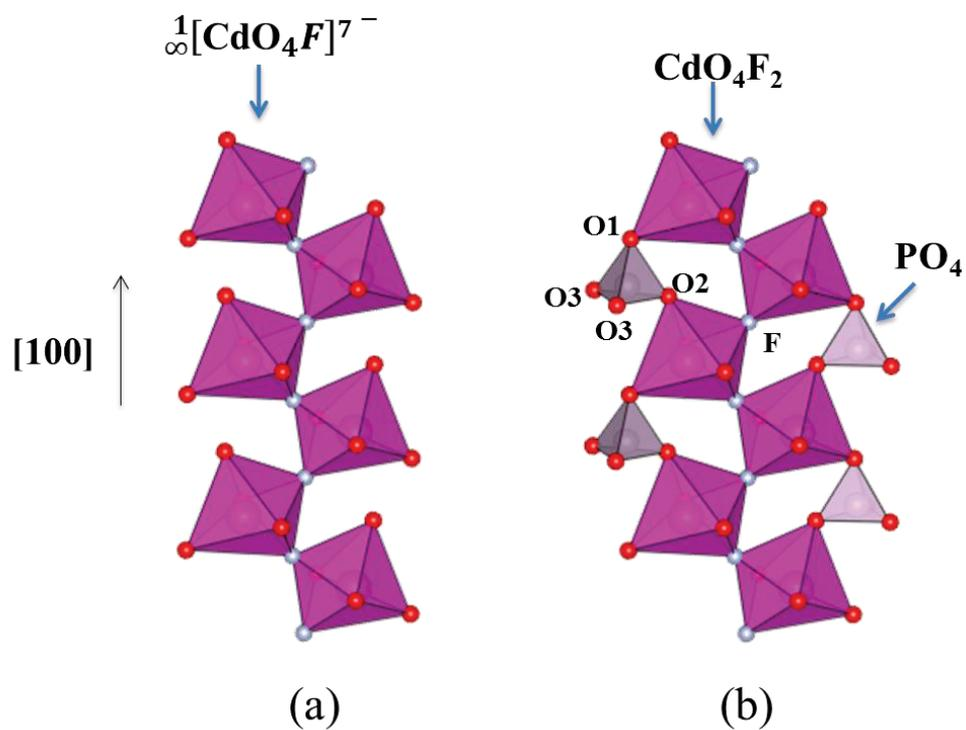 ¹∞[CdO₄F]⁷⁻
CdO₄F₂
O1
PO₄
O3
O2
O3
F
[100]
(a)
(b)